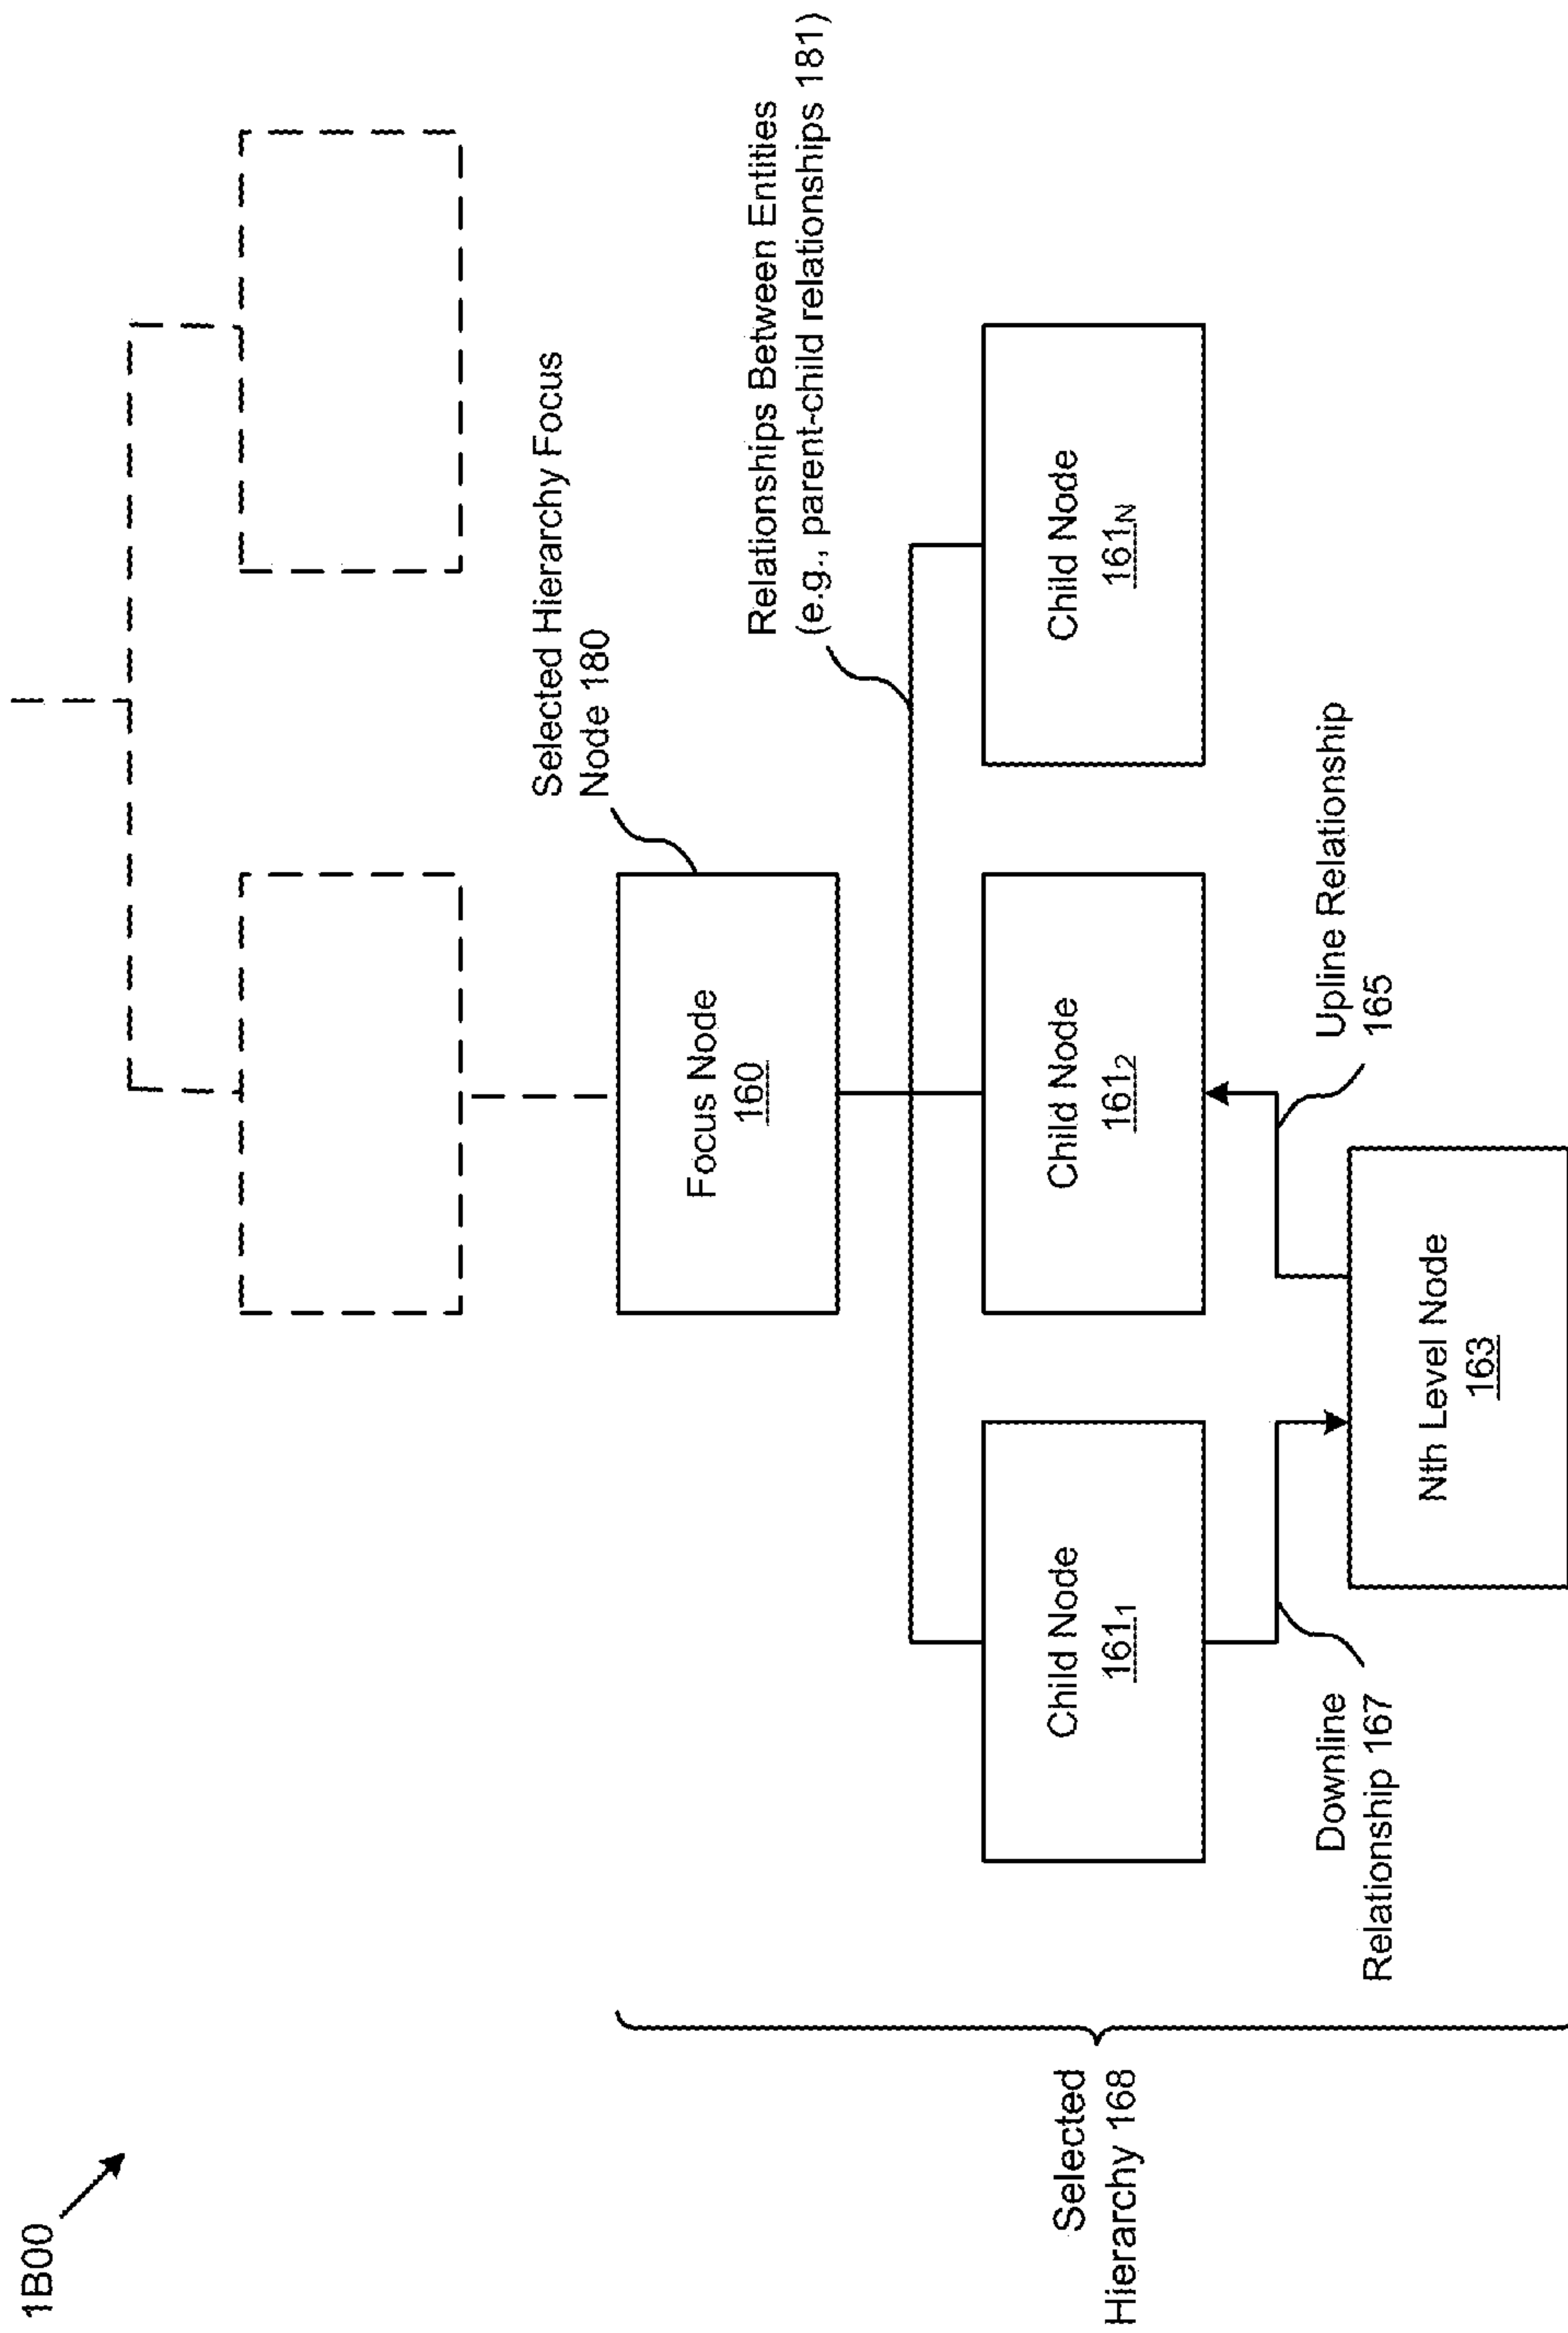 1B00
Selected Hierarchy Focus
Node 180
Focus Node
160
Relationships Between Entities
(e.g., parent-child relationships 181)
Selected
Hierarchy 168
Child Node
161₁
Child Node
161₂
Child Node
161N
Downline
Relationship 167
Upline Relationship
165
Nth Level Node
163